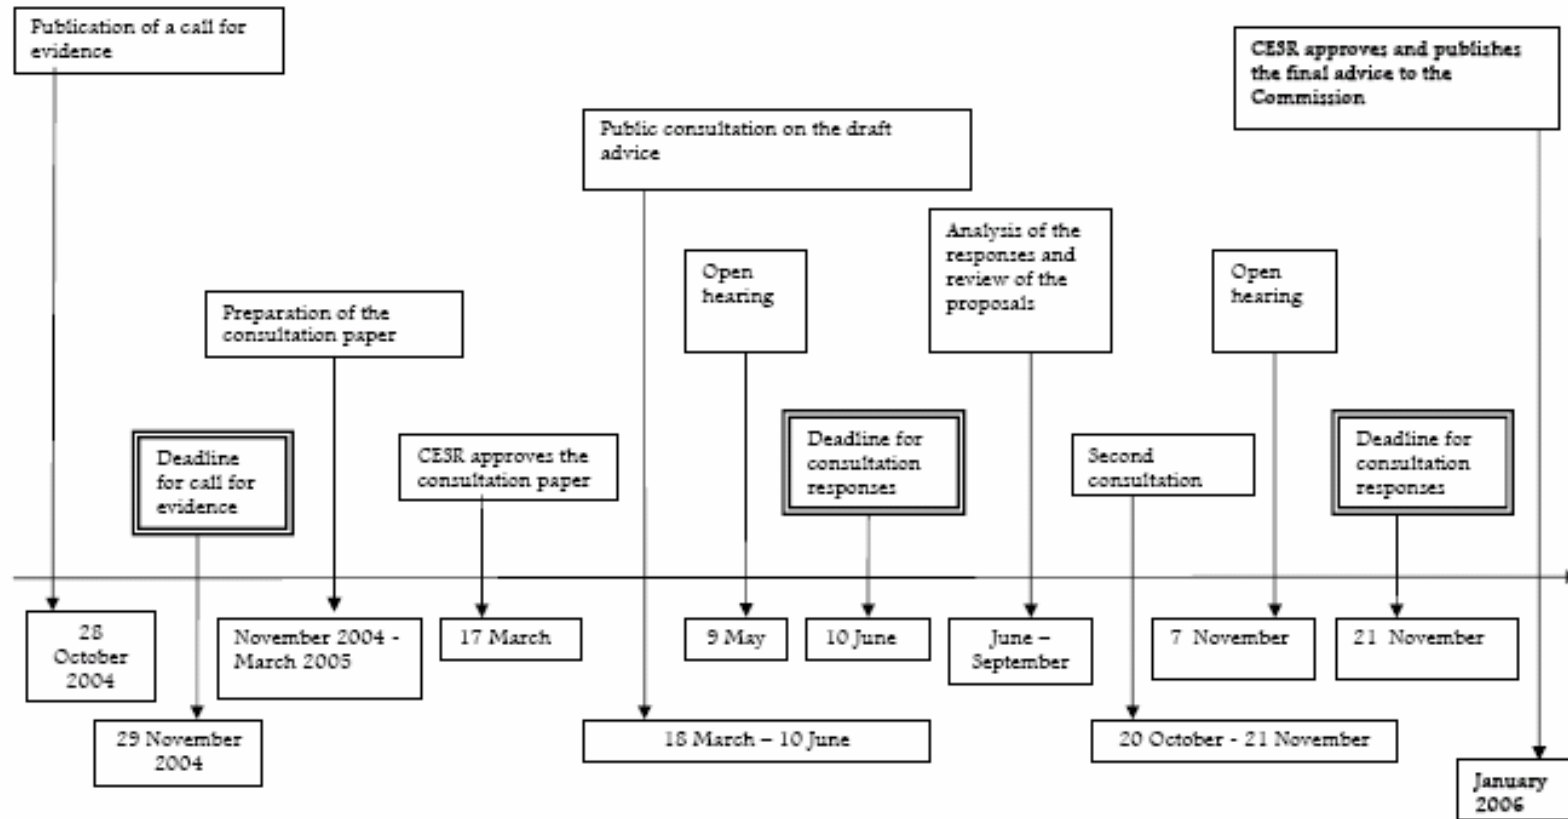 Publication of a call for
evidence
CESR approves and publishes
the final advice to the
Commission
Public consultation on the draft
advice
Analysis of the
responses and
review of the
proposals
Open
hearing
Open
hearing
Preparation of the
consultation paper
Deadline
for call for
evidence
CESR approves the
consultation paper
Deadline for
consultation
responses
Second
consultation
Deadline for
consultation
responses
28
October
2004
November 2004 -
March 2005
17 March
9 May
10 June
June –
September
7 November
21 November
29 November
2004
18 March – 10 June
20 October - 21 November
January
2006